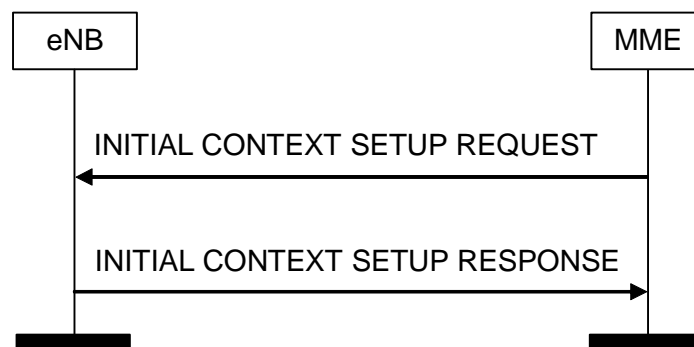 eNB
MME
INITIAL CONTEXT SETUP REQUEST
INITIAL CONTEXT SETUP RESPONSE